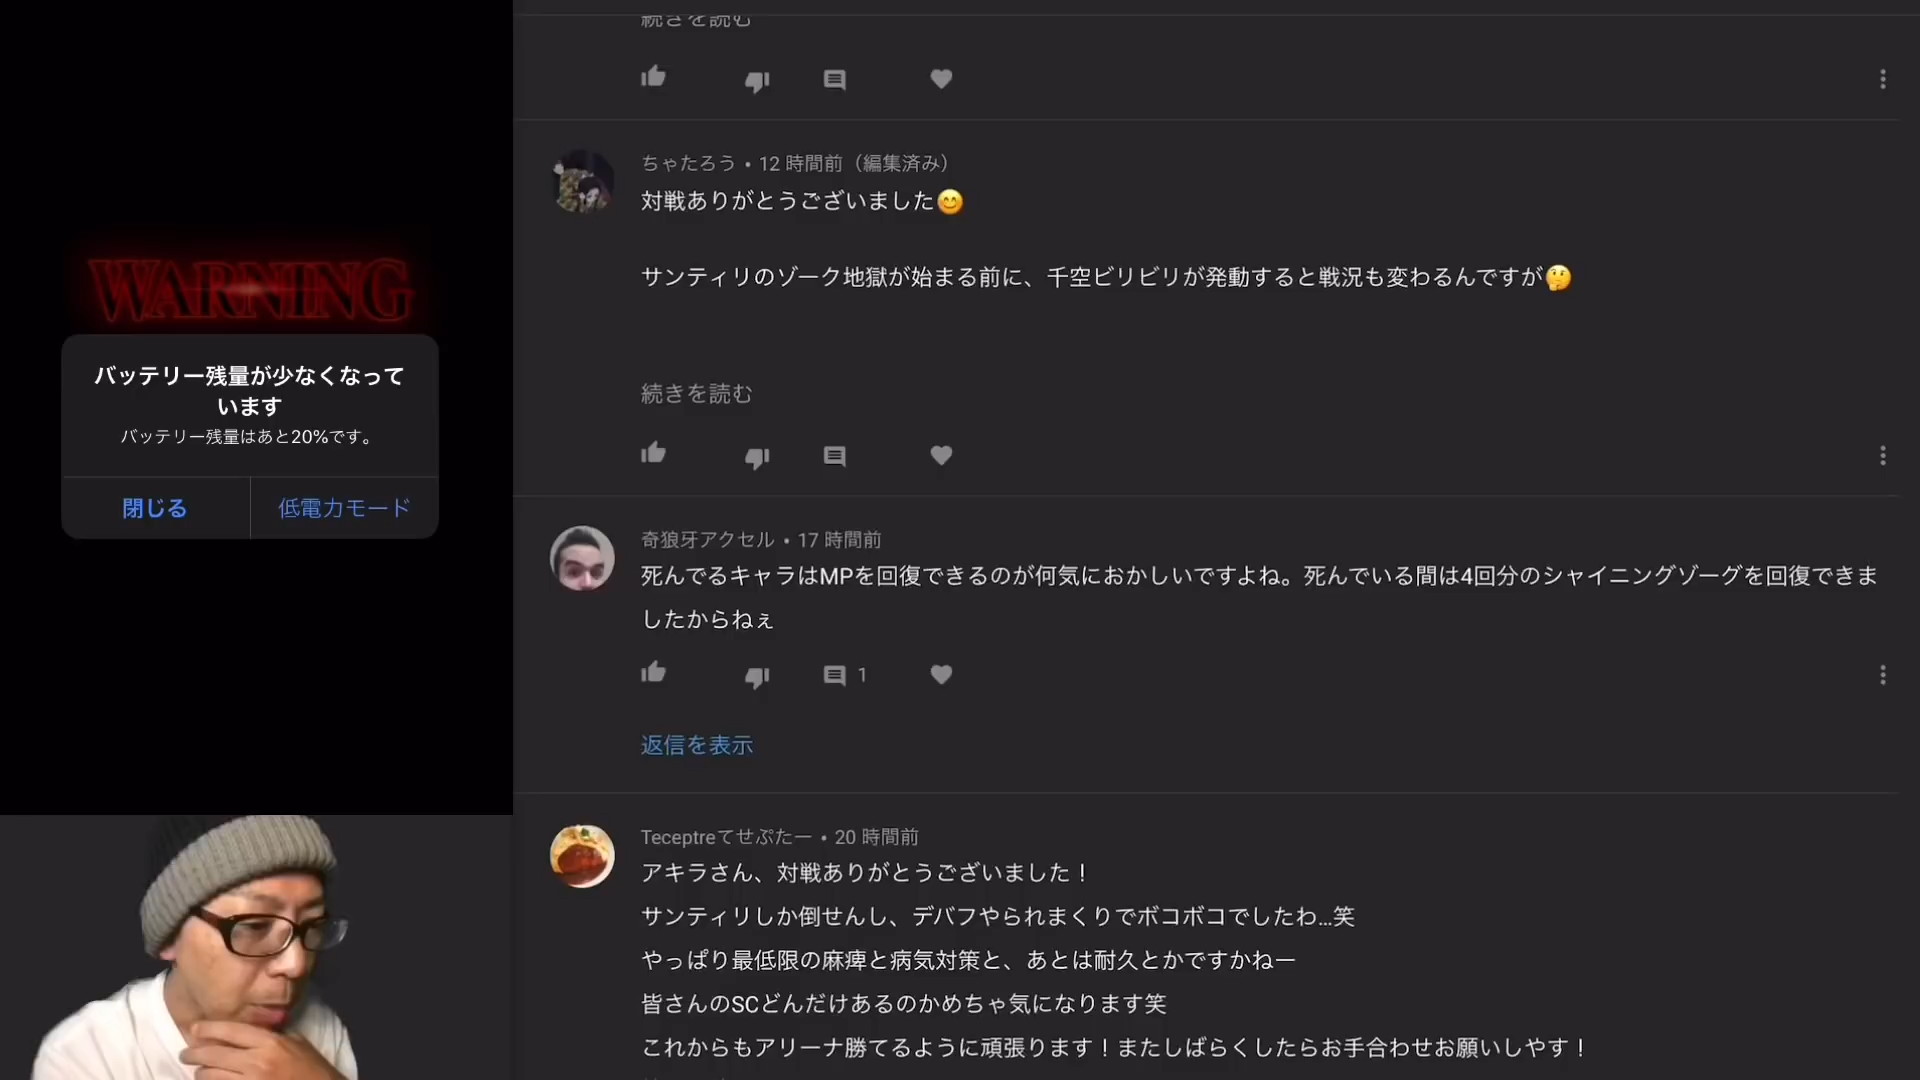 WARNING
バッテリー残量が少なくなって
います
バッテリー残量はあと20%です。
閉じる
低電力モード
続きを読む
ちゃたろう • 12 時間前（編集済み）
対戦ありがとうございました😊
サンティリのゾーク地獄が始まる前に、千空ビリビリが発動すると戦況も変わるんですが🤔
続きを読む
奇狼牙アクセル • 17 時間前
死んでるキャラはMPを回復できるのが何気におかしいですよね。死んでいる間は4回分のシャイニングゾーグを回復できま
したからねぇ
1
返信を表示
Teceptreてせぷたー • 20 時間前
アキラさん、対戦ありがとうございました！
サンティリしか倒せんし、デバフやられまくりでボコボコでしたわ...笑
やっぱり最低限の麻痺と病気対策と、あとは耐久とかですかねー
皆さんのSCどんだけあるのかめちゃ気になります笑
これからもアリーナ勝てるように頑張ります！またしばらくしたらお手合わせお願いしやす！